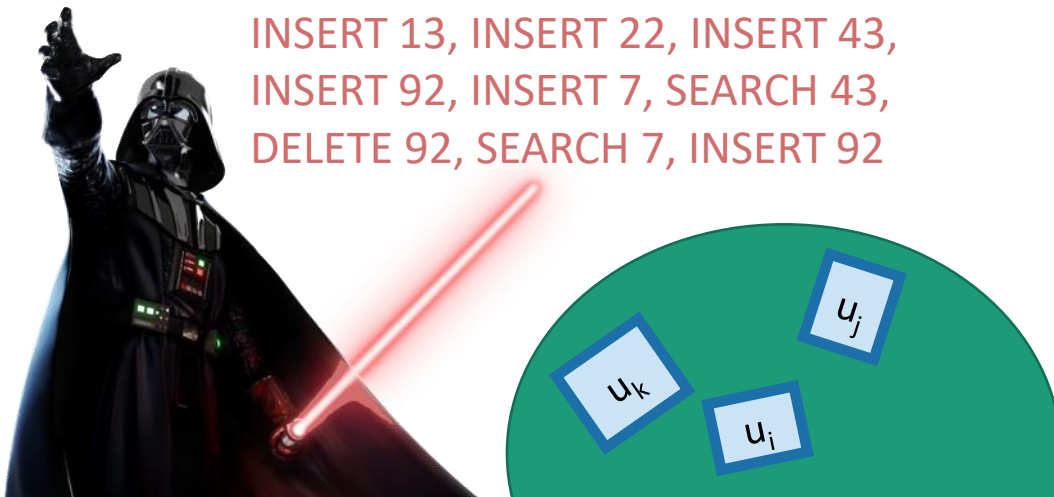 INSERT 13, INSERT 22, INSERT 43,
INSERT 92, INSERT 7, SEARCH 43,
DELETE 92, SEARCH 7, INSERT 92
uj
uk
ui